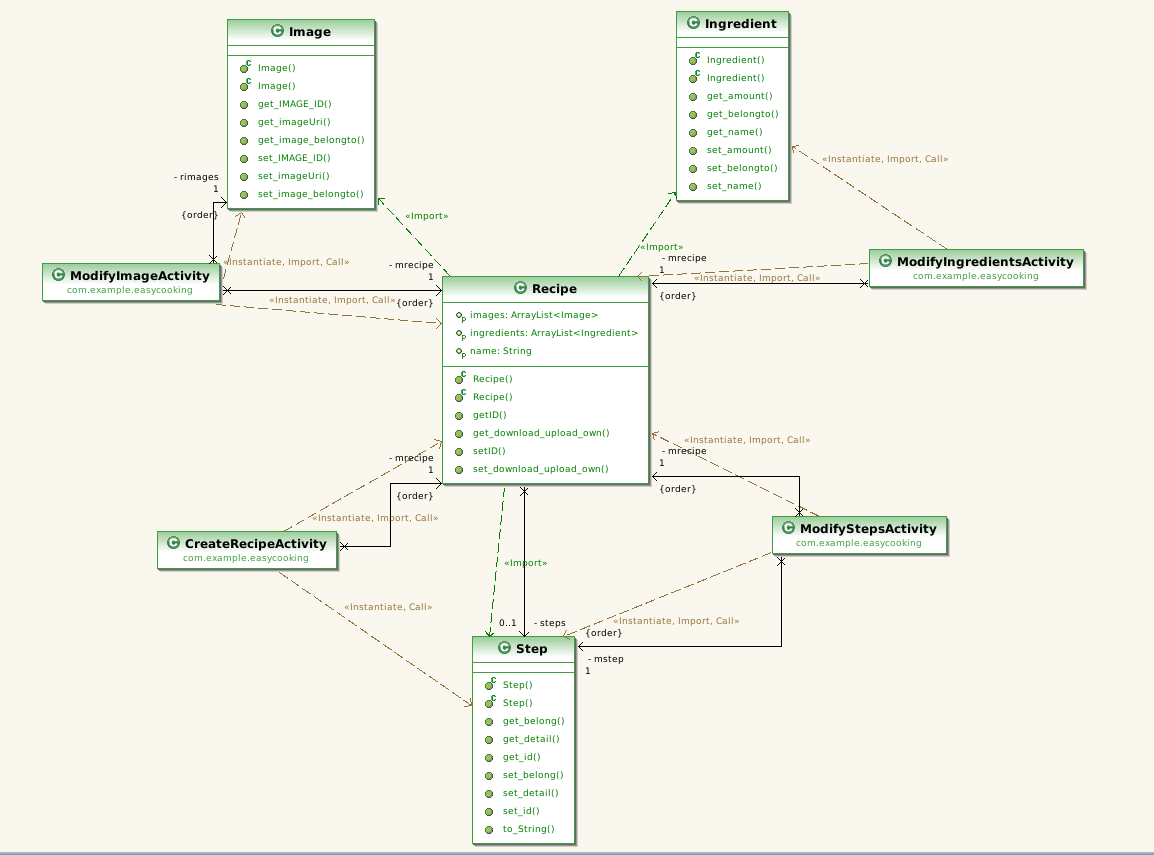 Image
Image()
Image()
get_IMAGE_ID()
get_imageUri()
get_image_belongto()
set_IMAGE_ID()
set_imageUri()
set_image_belongto()
Ingredient
Ingredient()
Ingredient()
get_amount()
get_belongto()
get_name()
set_amount()
set_belongto()
set_name()
«Instantiate, Import, Call»
- rimages
1
{order}
«Import»
«Import»
ModifyImageActivity
com.example.easycooking
«Instantiate, Import, Call»
- mrecipe
1
{order}
«Instantiate, Import, Call»
- mrecipe
1
«Instantiate, Import, Call»
{order}
ModifyIngredientsActivity
com.example.easycooking
Recipe
images: ArrayList<Image>
ingredients: ArrayList<Ingredient>
name: String
Recipe()
Recipe()
getID()
get_download_upload_own()
setID()
set_download_upload_own()
- mrecipe
1
{order}
«Instantiate, Import, Call»
«Instantiate, Import, Call»
- mrecipe
1
{order}
CreateRecipeActivity
com.example.easycooking
ModifyStepsActivity
com.example.easycooking
«Import»
«Instantiate, Call»
0..1
- steps
«Instantiate, Import, Call»
{order}
- mstep
1
Step
Step()
Step()
get_belong()
get_detail()
get_id()
set_belong()
set_detail()
set_id()
to_String()